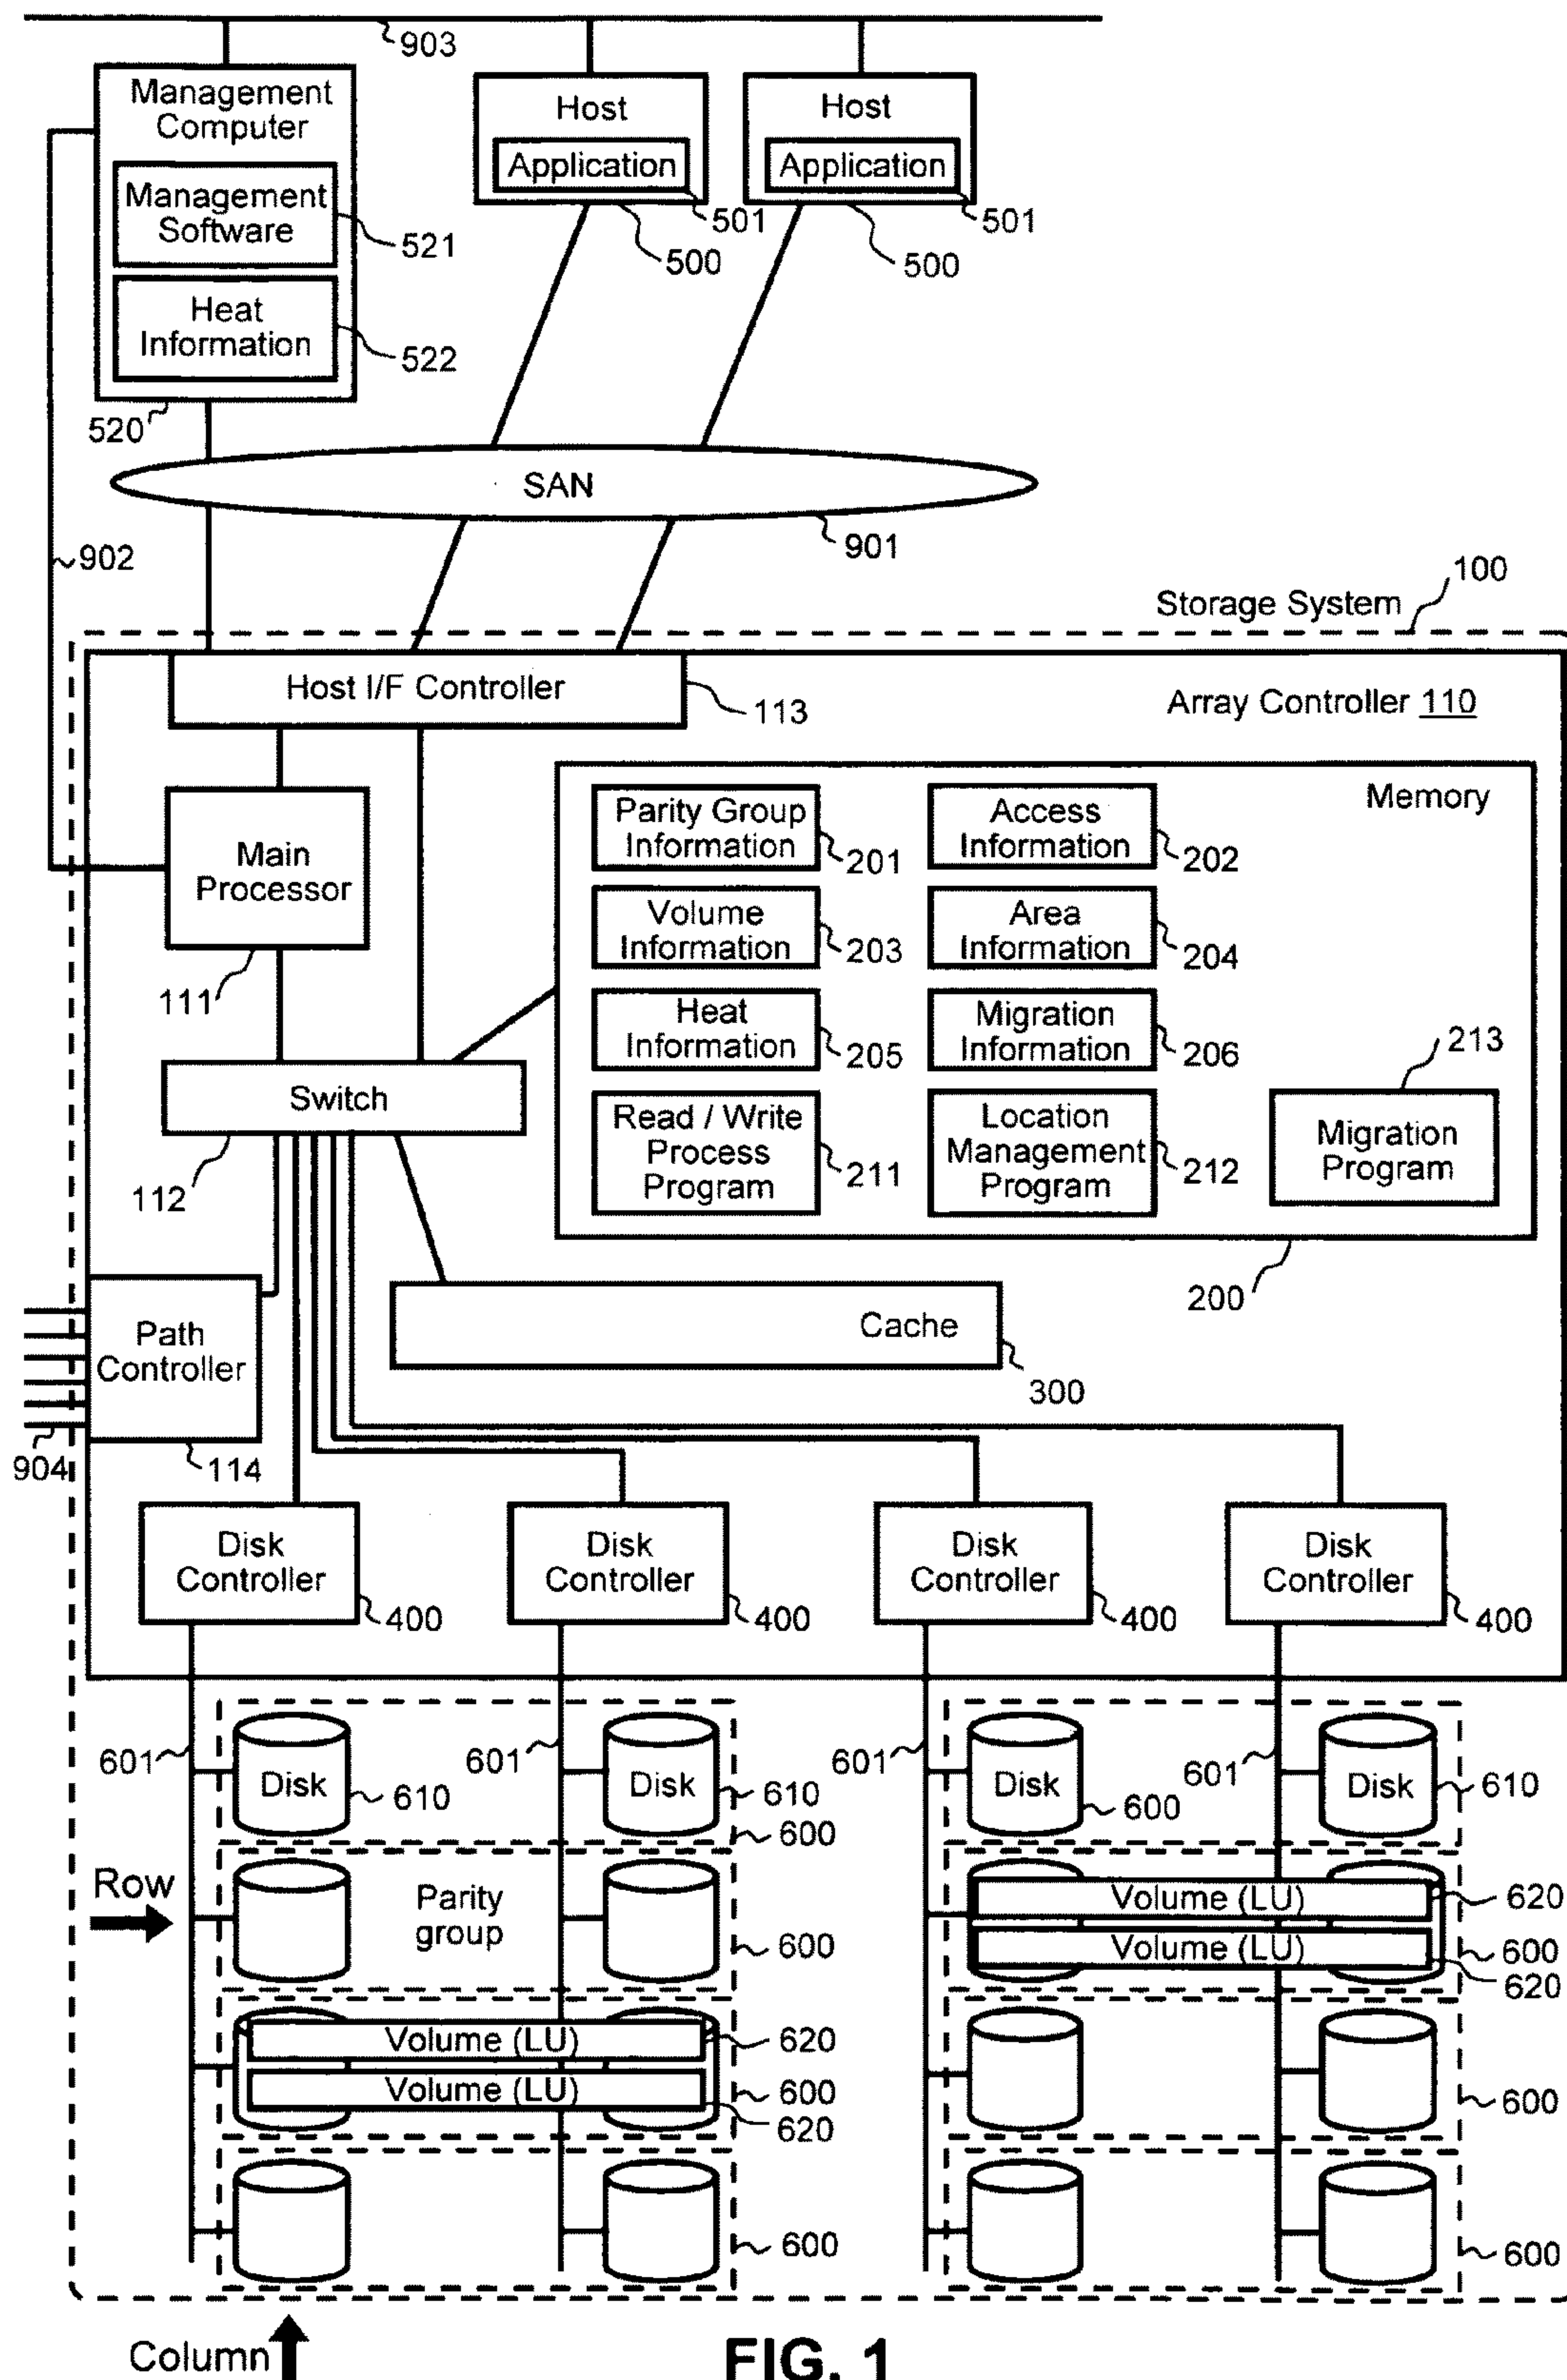 903
Management
Computer
Management
Software
521
Heat
Information
522
520
Host
Application
501
500
Host
Application
501
500
SAN
901
902
100
Storage System
Host I/F Controller
113
Array Controller 110
Main
Processor
111
Memory
Parity Group
Information
201
Access
Information
202
Volume
Information
203
Area
Information
204
Heat
Information
205
Migration
Information
206
213
Read / Write
Process
Program
211
Location
Management
Program
212
Migration
Program
Switch
112
200
Path
Controller
Cache
300
904
114
Disk
Controller
400
Disk
Controller
400
Disk
Controller
400
Disk
Controller
400
601
Disk
610
601
Disk
610
600
601
Disk
600
601
Disk
610
Row
Parity
group
600
Volume (LU)
620
Volume (LU)
600
620
Volume (LU)
620
Volume (LU)
600
620
600
600
600
Column
FIG. 1